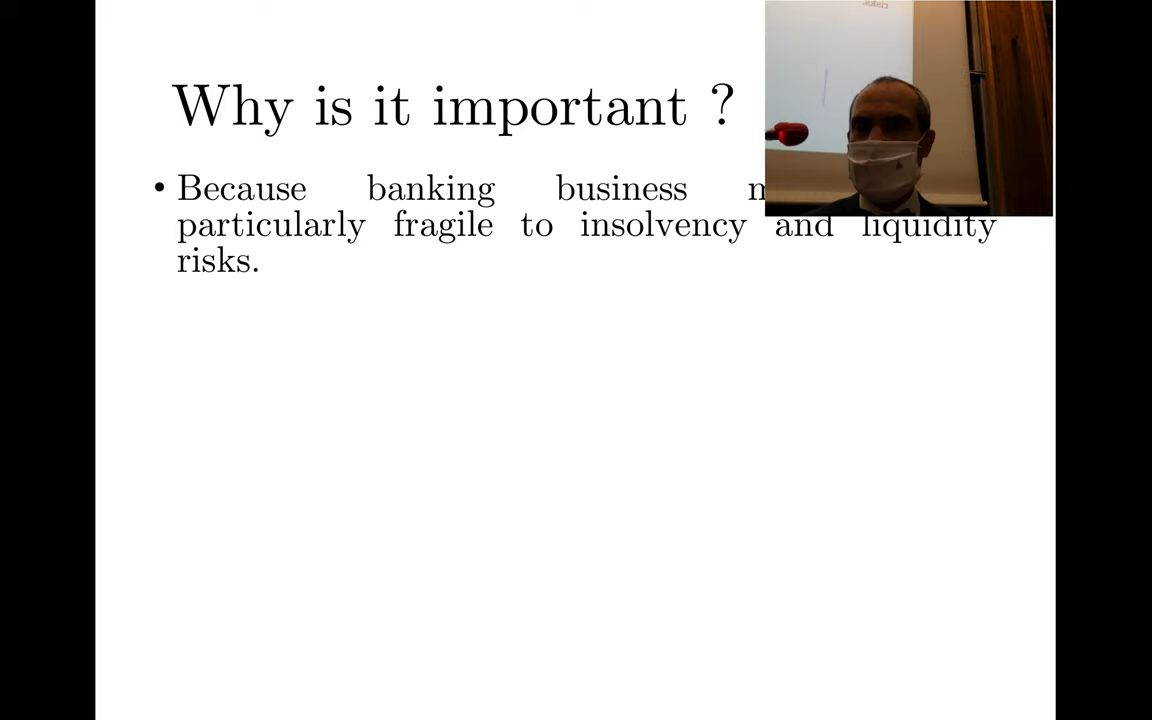 Why is it important ?
• Because banking business
particularly fragile to insolvency and liquidity
risks.